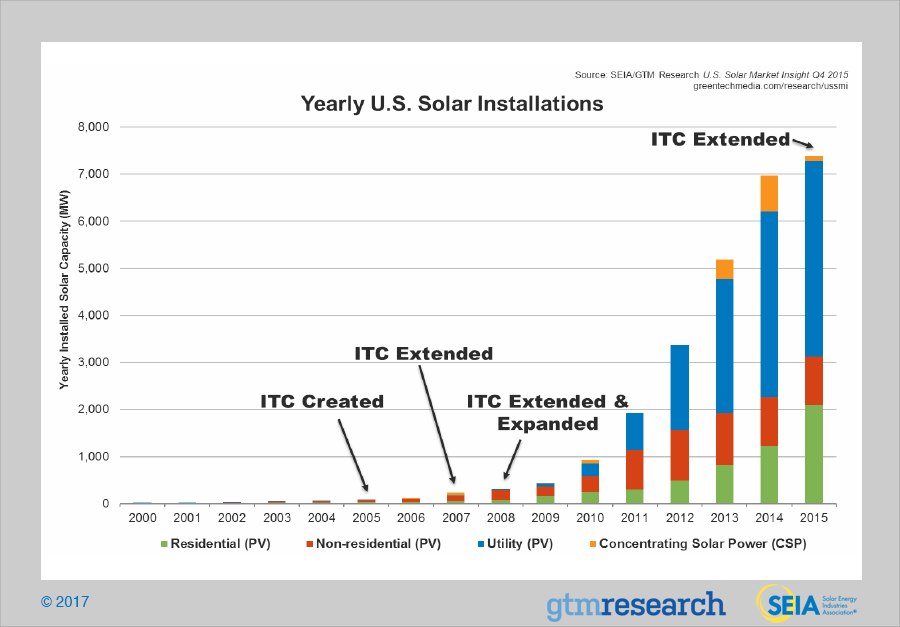 Source: SEIA/GTM Research U.S. Solar Market Insight Q4 2015
greentechmedia.com/research/ussmi
Yearly U.S. Solar Installations
Yearly Installed Solar Capacity (MW)
8,000
7,000
6,000
5,000
4,000
3,000
2,000
1,000
0
ITC Extended
ITC Extended
ITC Created
ITC Extended &
Expanded
2000 2001 2002 2003 2004 2005 2006 2007 2008 2009 2010 2011 2012 2013 2014 2015
Residential (PV) Non-residential (PV) Utility (PV) Concentrating Solar Power (CSP)
© 2017
gtmresearch
SEIA
Solar Energy
Industries
Association®